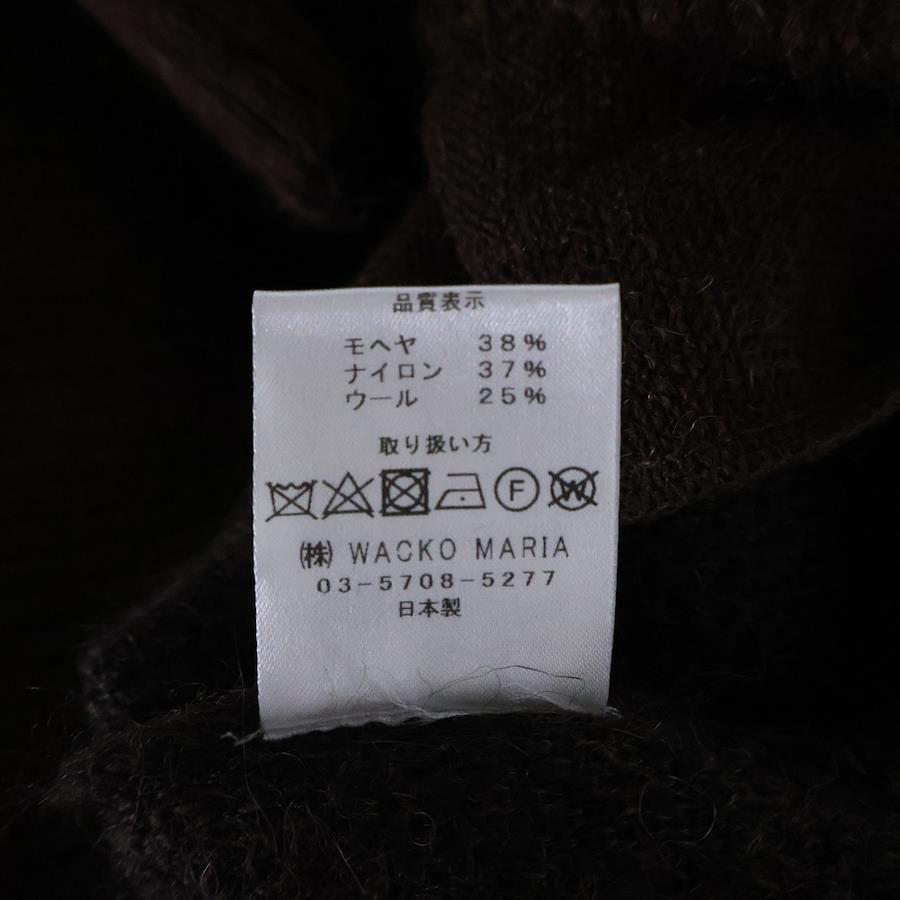 品質表示
モヘヤ 38%
ナイロン 37%
ウール 25%
取り扱い方
F W
㈱ WACKO MARIA
03-5708-5277
日本製